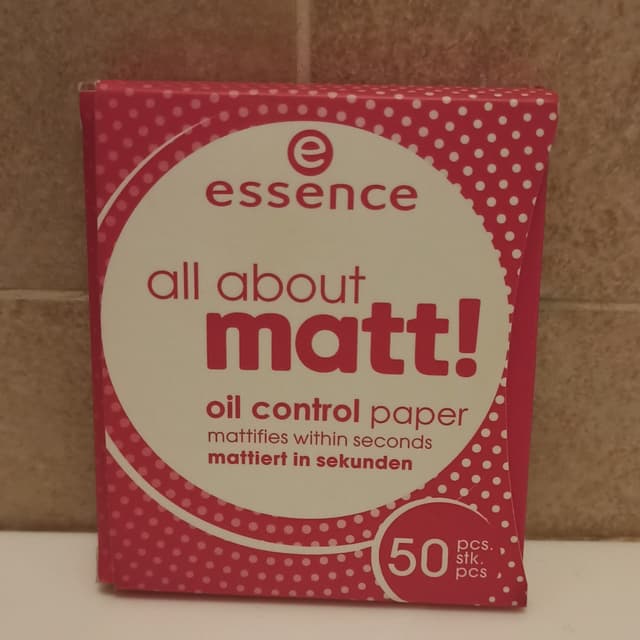 e
essence
all about
matt!
oil control paper
mattifies within seconds
mattiert in sekunden
50
pcs.
stk.
pcs